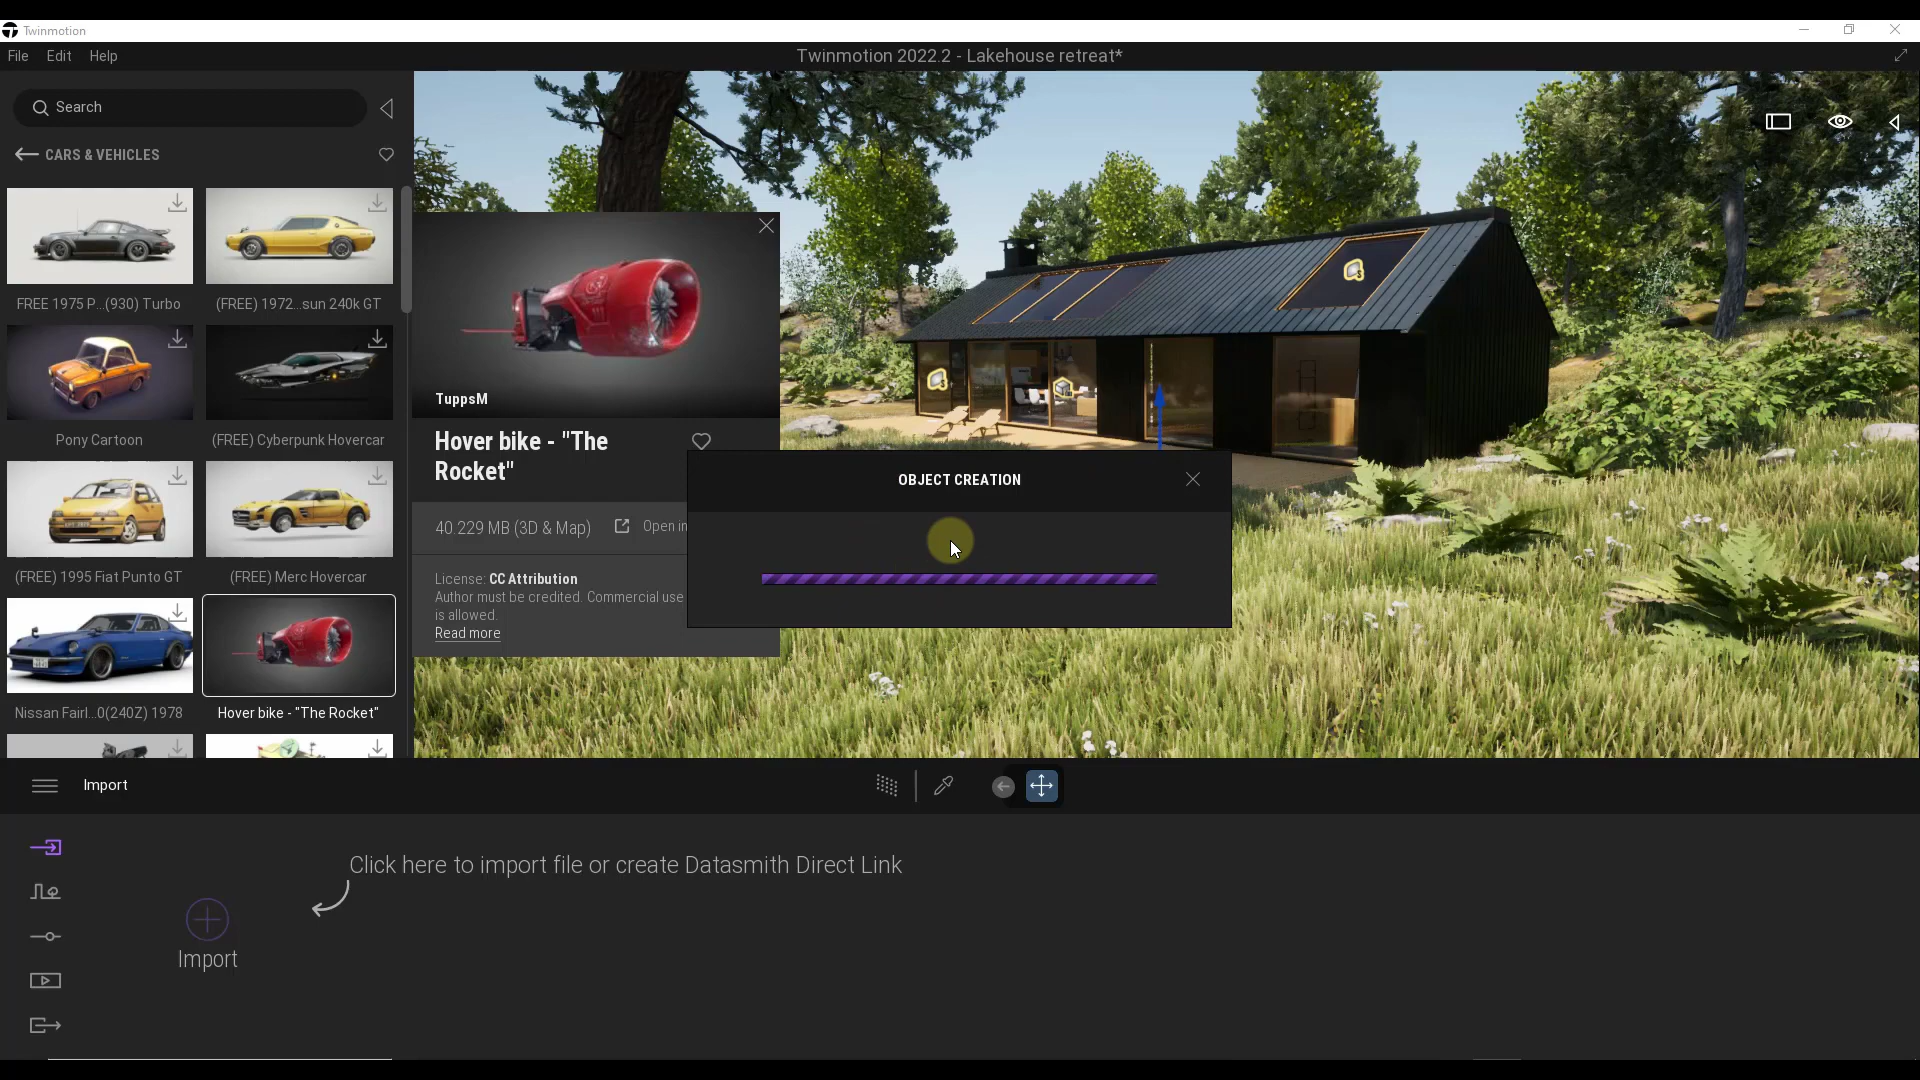 Twinmotion
File Edit Help
Twinmotion 2022.2 - Lakehouse retreat*
Search
CARS & VEHICLES
FREE 1975 P...(930) Turbo
(FREE) 1972...sun 240k GT
Pony Cartoon
(FREE) Cyberpunk Hovercar
(FREE) 1995 Fiat Punto GT
(FREE) Merc Hovercar
Nissan Fairl...0(240Z) 1978
Hover bike - "The Rocket"
TuppsM
Hover bike - "The
Rocket"
40.229 MB (3D & Map)
Open in
License: CC Attribution
Author must be credited. Commercial use
is allowed.
Read more
OBJECT CREATION
Import
Click here to import file or create Datasmith Direct Link
Import